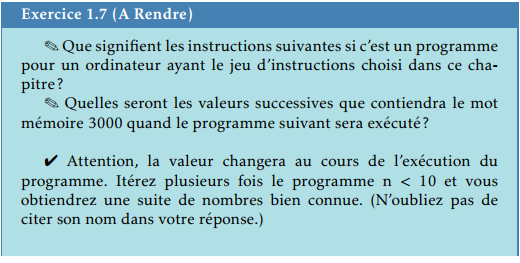 Exercice 1.7 (A Rendre)
✎ Que signifient les instructions suivantes si c'est un programme
pour un ordinateur ayant le jeu d'instructions choisi dans ce cha-
pitre ?
✎ Quelles seront les valeurs successives que contiendra le mot
mémoire 3000 quand le programme suivant sera exécuté ?
✔ Attention, la valeur changera au cours de l'exécution du
programme. Itérez plusieurs fois le programme n < 10 et vous
obtiendrez une suite de nombres bien connue. (N'oubliez pas de
citer son nom dans votre réponse.)